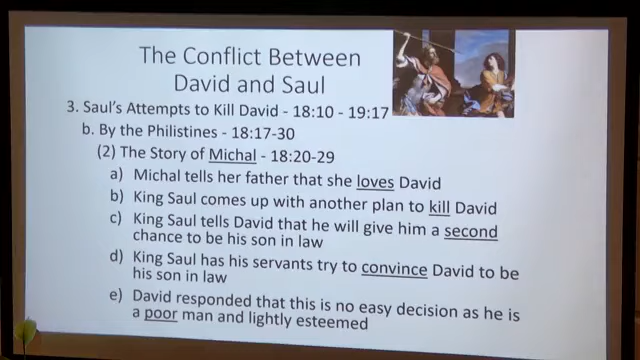 The Conflict Between
David and Saul
3. Saul's Attempts to Kill David - 18:10 - 19:17
b. By the Philistines - 18:17-30
(2) The Story of Michal - 18:20-29
a) Michal tells her father that she loves David
b) King Saul comes up with another plan to kill David
c) King Saul tells David that he will give him a second
chance to be his son in law
d) King Saul has his servants try to convince David to be
his son in law
e) David responded that this is no easy decision as he is
a poor man and lightly esteemed